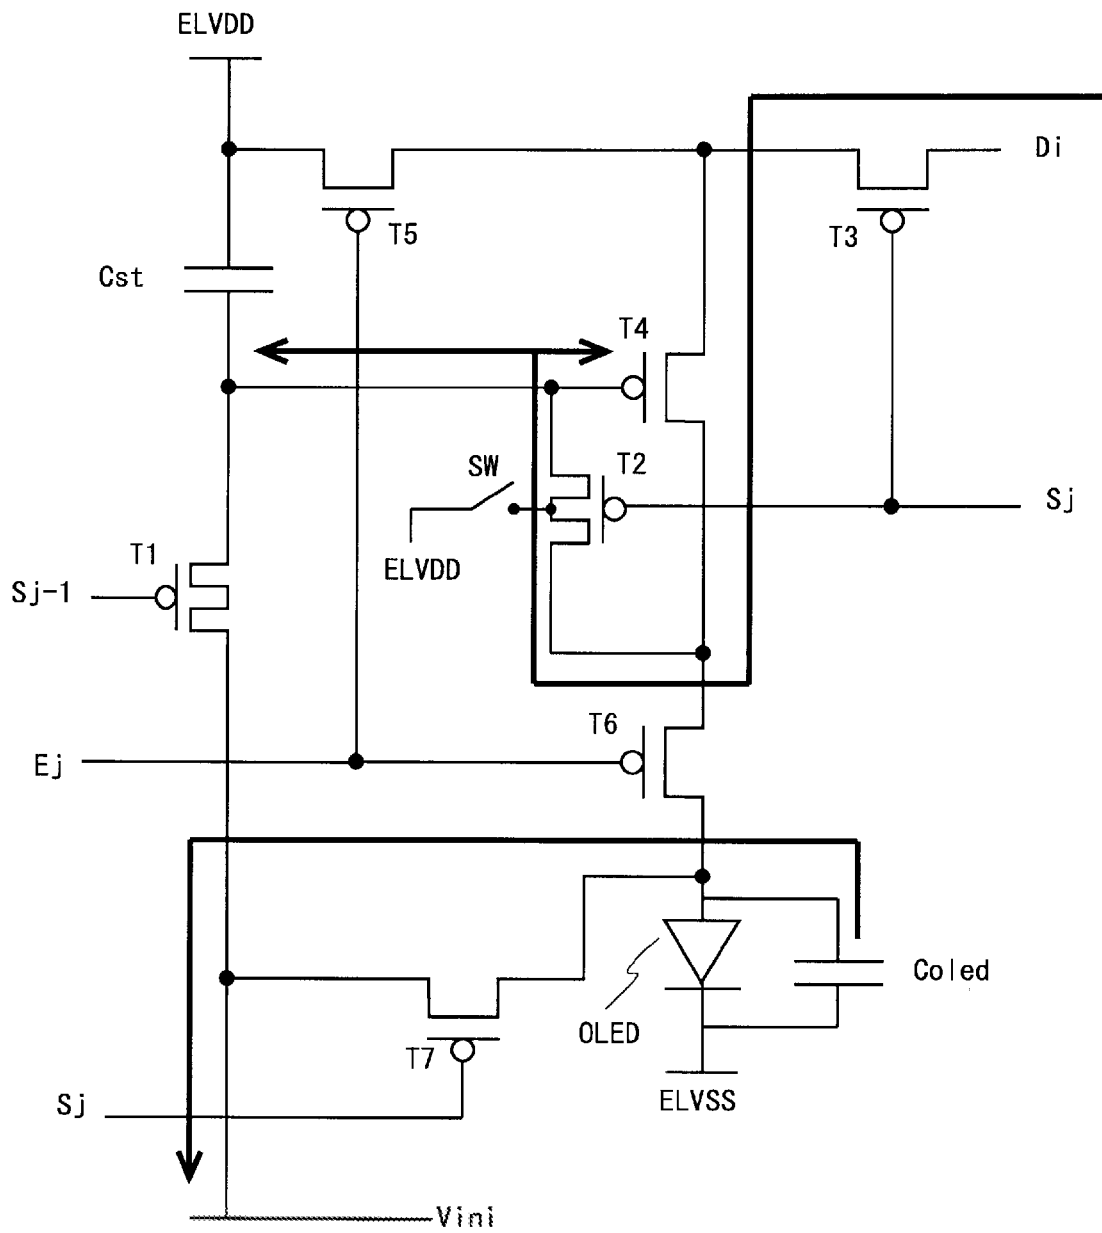 ELVDD
Di
T5
T3
Cst
T4
SW
T2
Sj
ELVDD
T1
Sj-1
T6
Ej
Coled
OLED
T7
Sj
ELVSS
Vini